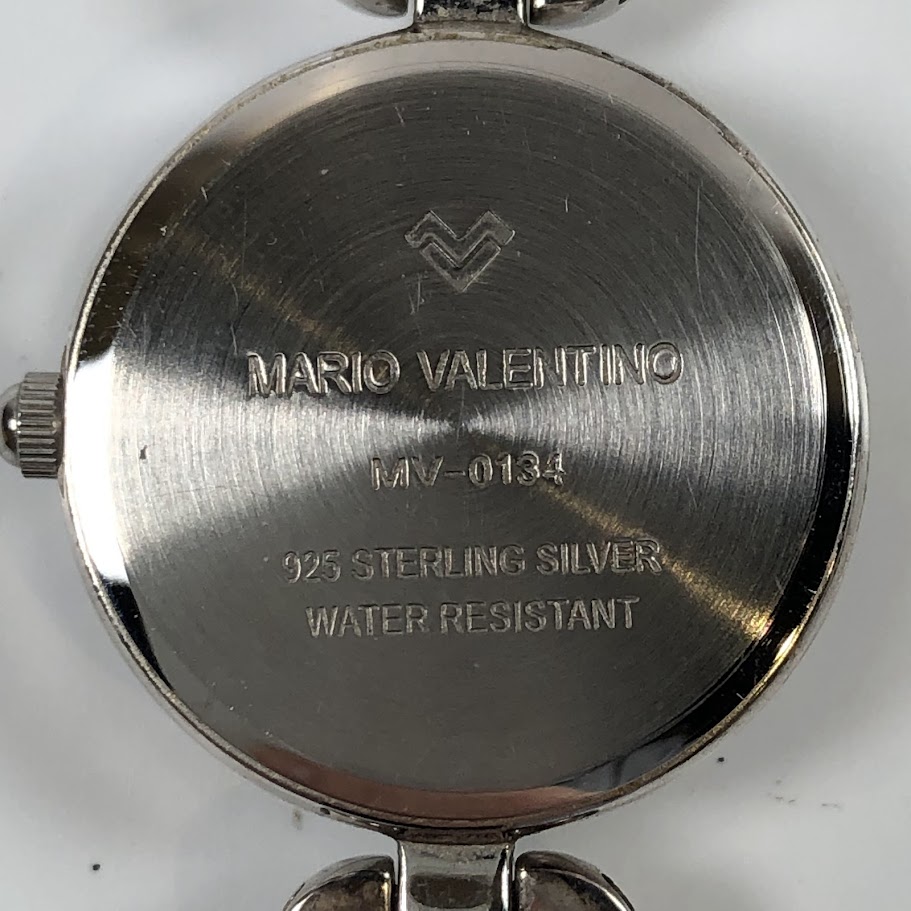 MARIO VALENTINO
MV-0134
925 STERLING SILVER
WATER RESISTANT